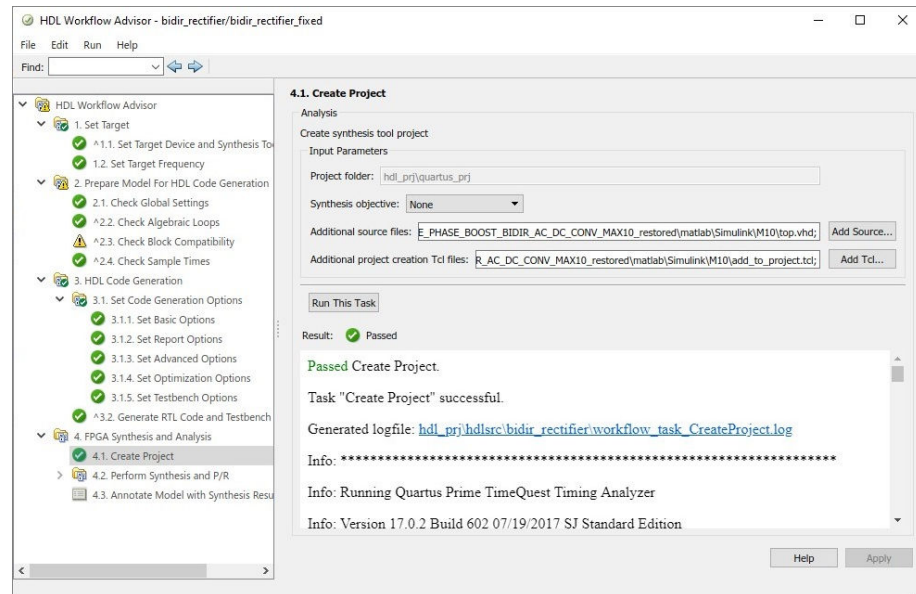 HDL Workflow Advisor - bidir_rectifier/bidir_rectifier_fixed
File Edit Run Help
Find:
HDL Workflow Advisor
1. Set Target
^1.1. Set Target Device and Synthesis To
1.2. Set Target Frequency
2. Prepare Model For HDL Code Generation
2.1. Check Global Settings
^2.2. Check Algebraic Loops
^2.3. Check Block Compatibility
^2.4. Check Sample Times
3. HDL Code Generation
3.1. Set Code Generation Options
3.1.1. Set Basic Options
3.1.2. Set Report Options
3.1.3. Set Advanced Options
3.1.4. Set Optimization Options
3.1.5. Set Testbench Options
^3.2. Generate RTL Code and Testbench
4. FPGA Synthesis and Analysis
4.1. Create Project
4.2. Perform Synthesis and P/R
4.3. Annotate Model with Synthesis Resu
4.1. Create Project
Analysis
Create synthesis tool project
Input Parameters
Project folder: hdl_prj\quartus_prj
Synthesis objective: None
Additional source files: E_PHASE_BOOST_BIDIR_AC_DC_CONV_MAX10_restored\matlab\Simulink\M10\top.vhd; Add Source...
Additional project creation Tcl files: R_AC_DC_CONV_MAX10_restored\matlab\Simulink\M10\add_to_project.tcl; Add Tcl...
Run This Task
Result: Passed
Passed Create Project.
Task "Create Project" successful.
Generated logfile: hdl_prj\hdlsrc\bidir_rectifier\workflow_task_CreateProject.log
Info: *******************************************************************
Info: Running Quartus Prime TimeQuest Timing Analyzer
Info: Version 17.0.2 Build 602 07/19/2017 SJ Standard Edition
Help Apply